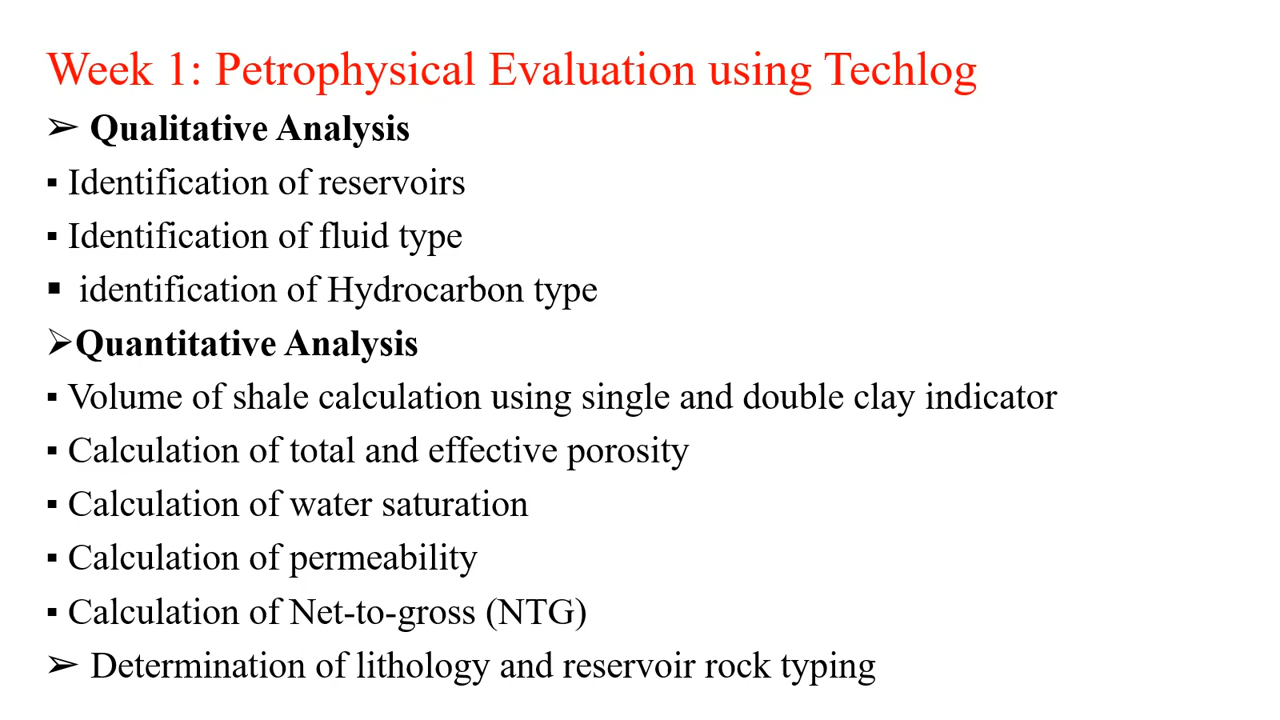 Week 1: Petrophysical Evaluation using Techlog
➢ Qualitative Analysis
▪ Identification of reservoirs
▪ Identification of fluid type
▪ identification of Hydrocarbon type
➢Quantitative Analysis
▪ Volume of shale calculation using single and double clay indicator
▪ Calculation of total and effective porosity
▪ Calculation of water saturation
▪ Calculation of permeability
▪ Calculation of Net-to-gross (NTG)
➢ Determination of lithology and reservoir rock typing